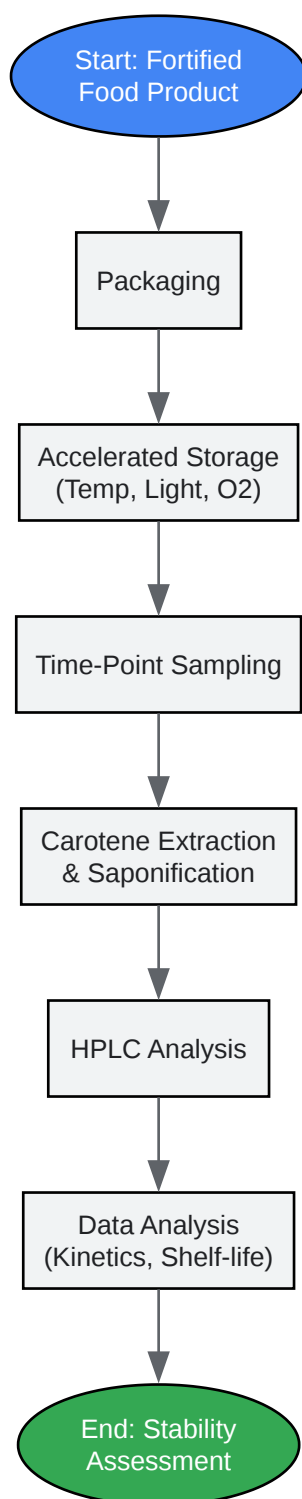 Start: Fortified
Food Product
Packaging
Accelerated Storage
(Temp, Light, O2)
Time-Point Sampling
Carotene Extraction
& Saponification
HPLC Analysis
Data Analysis
(Kinetics, Shelf-life)
End: Stability
Assessment